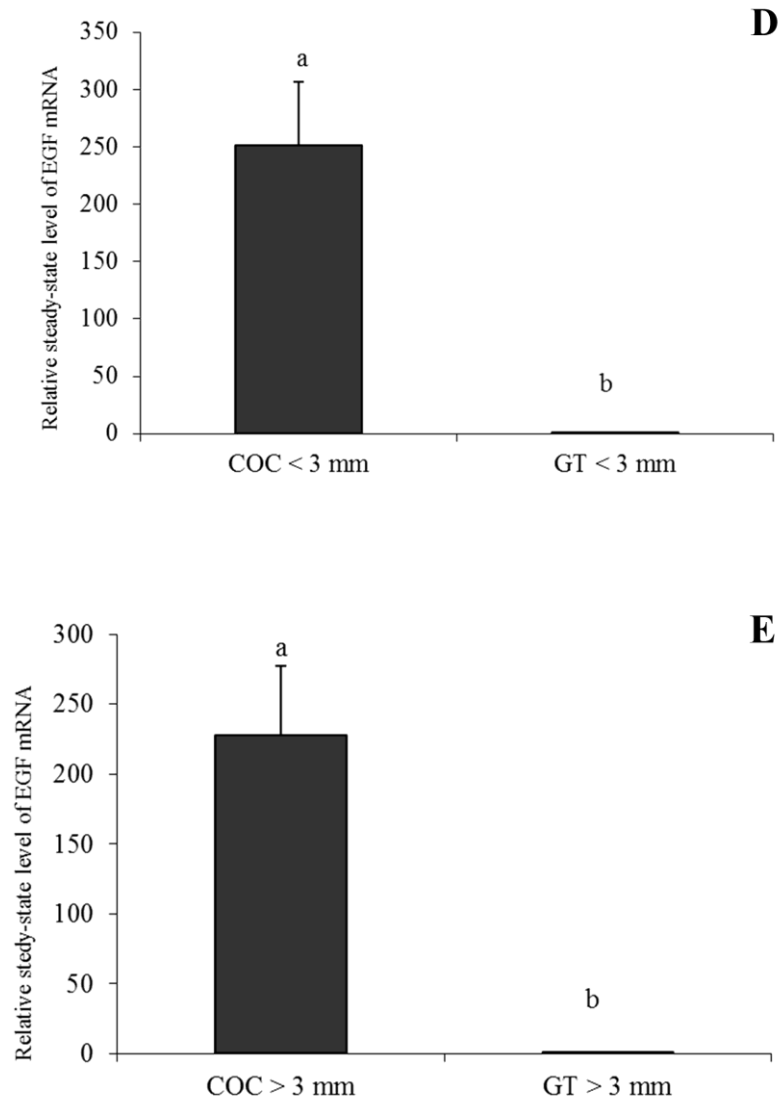 D
Relative steady-state level of EGF mRNA
350
300
250
200
150
100
50
0
a
b
COC < 3 mm
GT < 3 mm
E
Relative stedy-state level of EGF mRNA
300
250
200
150
100
50
0
a
b
COC > 3 mm
GT > 3 mm